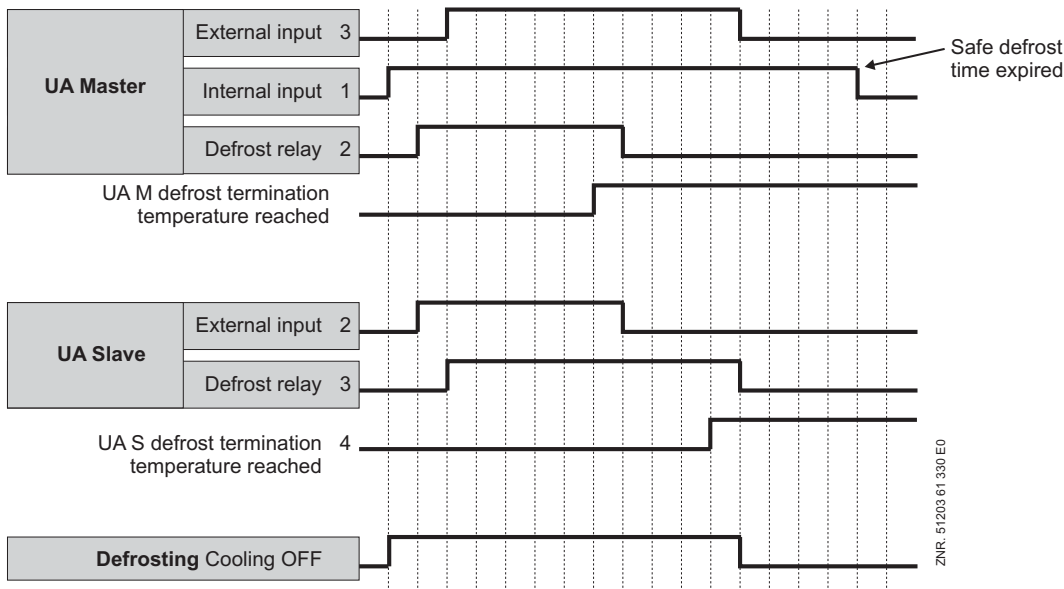 External input 3
Safe defrost
time expired
UA Master
Internal input 1
Defrost relay 2
UA M defrost termination
temperature reached
External input 2
UA Slave
Defrost relay 3
UA S defrost termination 4
temperature reached
ZNR. 51203 61 330 E0
Defrosting Cooling OFF